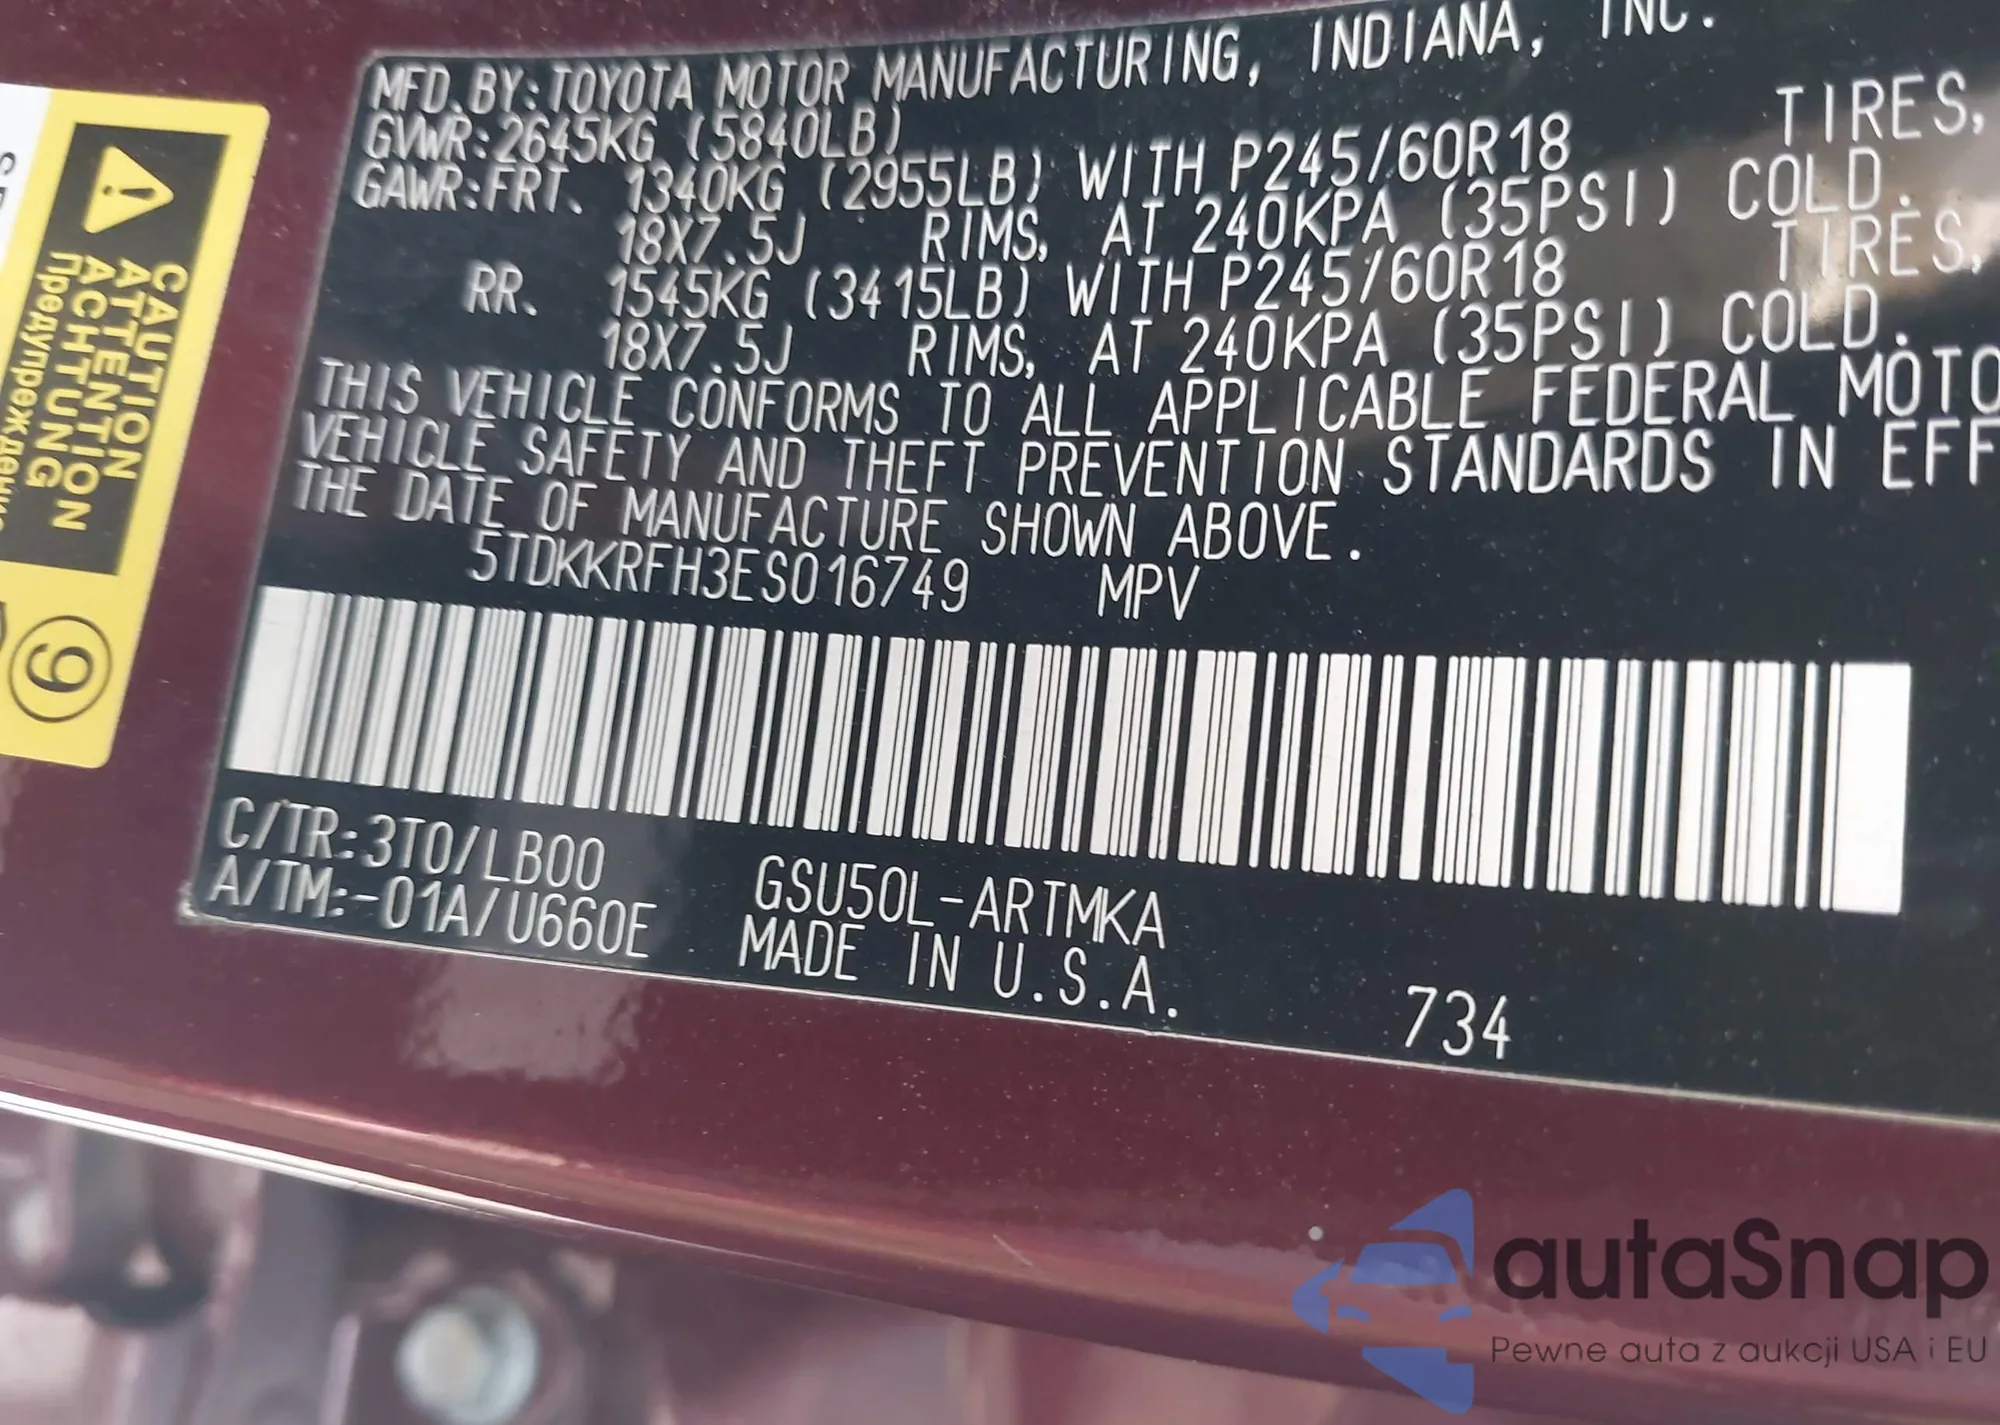 MFD.BY:TOYOTA MOTOR MANUFACTURING, INDIANA, INC.
GVWR:2645KG (5840LB)
GAWR:FRT. 1340KG (2955LB) WITH P245/60R18 TIRES,
18X7.5J RIMS, AT 240KPA (35PSI) COLD.
RR. 1545KG (3415LB) WITH P245/60R18 TIRES,
18X7.5J RIMS, AT 240KPA (35PSI) COLD.
THIS VEHICLE CONFORMS TO ALL APPLICABLE FEDERAL MOTO
VEHICLE SAFETY AND THEFT PREVENTION STANDARDS IN EFF
THE DATE OF MANUFACTURE SHOWN ABOVE.
5TDKKRFH3ES016749 MPV
C/TR:3T0/LB00
A/TM:-01A/U660E
GSU50L-ARTMKA
MADE IN U.S.A.
734
CAUTION
ATTENTION
ACHTUNG
9
autaSnap
Pewne auta z aukcji USA i EU